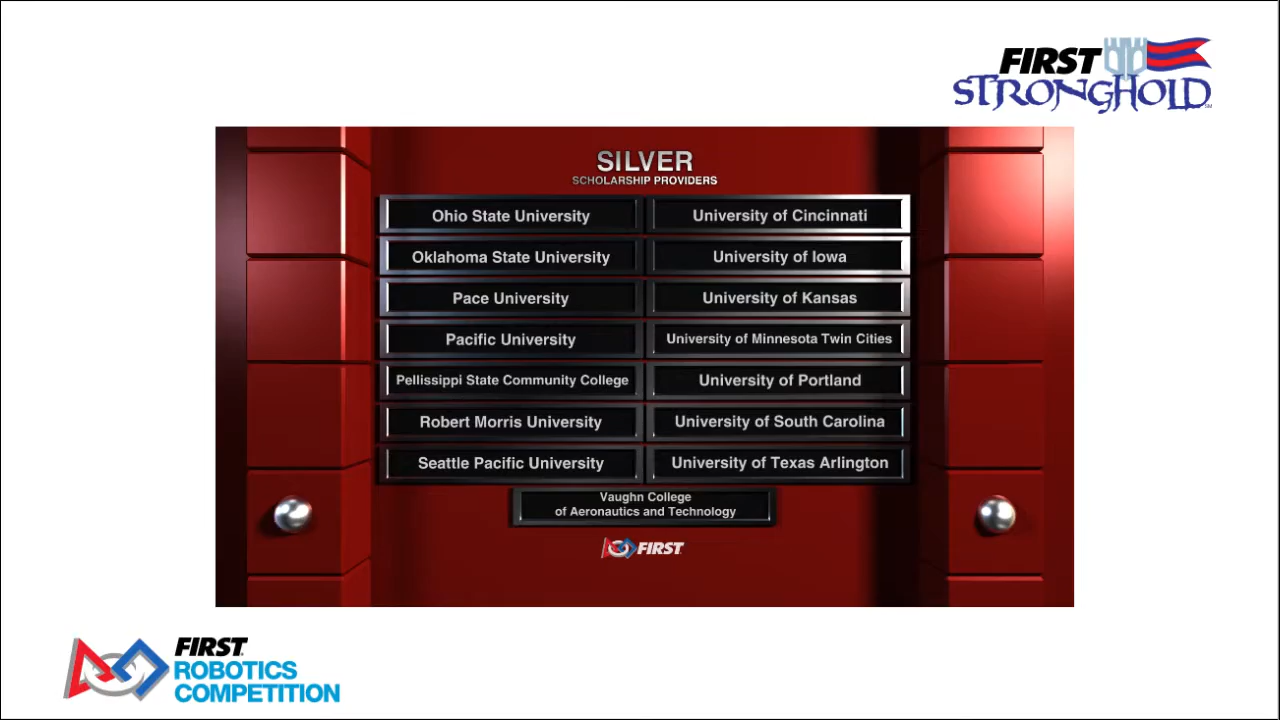 FIRST
STRONGHOLD
SILVER
SCHOLARSHIP PROVIDERS
Ohio State University
University of Cincinnati
Oklahoma State University
University of Iowa
Pace University
University of Kansas
Pacific University
University of Minnesota Twin Cities
Pellissippi State Community College
University of Portland
Robert Morris University
University of South Carolina
Seattle Pacific University
University of Texas Arlington
Vaughn College
of Aeronautics and Technology
FIRST
FIRST
ROBOTICS
COMPETITION